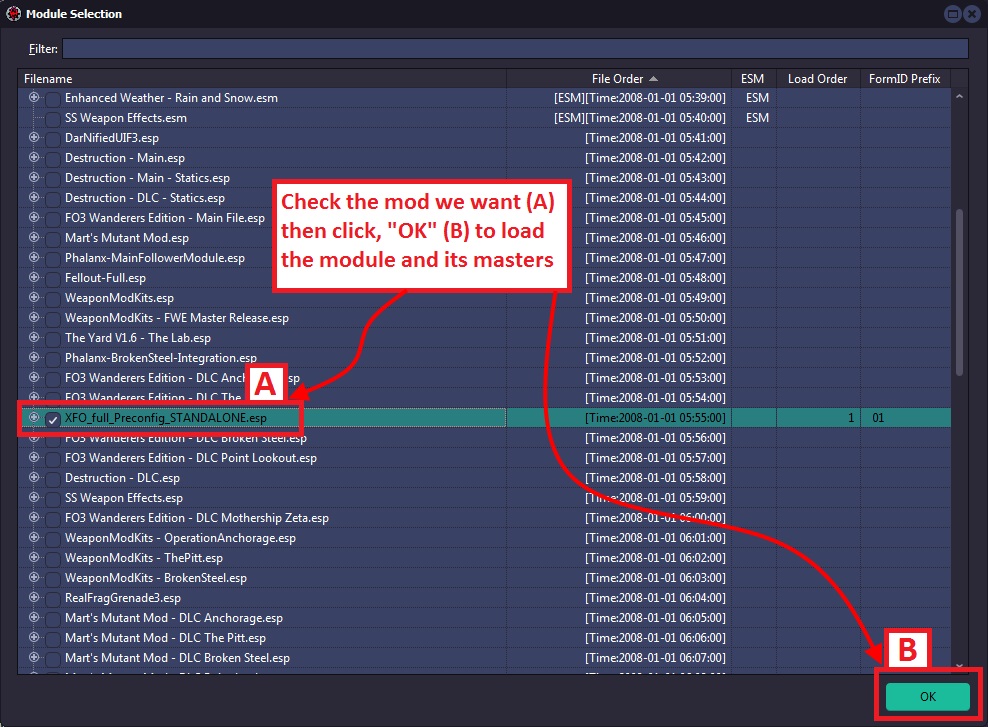 Module Selection
Filter:
Filename File Order ESM Load Order FormID Prefix
Enhanced Weather - Rain and Snow.esm [ESM][Time:2008-01-01 05:39:00] ESM
SS Weapon Effects.esm [ESM][Time:2008-01-01 05:40:00] ESM
DarNifiedUIF3.esp [Time:2008-01-01 05:41:00]
Destruction - Main.esp [Time:2008-01-01 05:42:00]
Destruction - Main - Statics.esp [Time:2008-01-01 05:43:00]
Destruction - DLC - Statics.esp [Time:2008-01-01 05:44:00]
FO3 Wanderers Edition - Main File.esp [Time:2008-01-01 05:45:00]
Mart's Mutant Mod.esp [Time:2008-01-01 05:46:00]
Phalanx-MainFollowerModule.esp [Time:2008-01-01 05:47:00]
Fellout-Full.esp [Time:2008-01-01 05:48:00]
WeaponModKits.esp [Time:2008-01-01 05:49:00]
WeaponModKits - FWE Master Release.esp [Time:2008-01-01 05:50:00]
The Yard V1.6 - The Lab.esp [Time:2008-01-01 05:51:00]
Phalanx-BrokenSteel-Integration.esp [Time:2008-01-01 05:52:00]
FO3 Wanderers Edition - DLC [Time:2008-01-01 05:53:00]
FO3 Wanderers Edition - DLC The [Time:2008-01-01 05:54:00]
XFO_full_Preconfig_STANDALONE.esp [Time:2008-01-01 05:55:00] 1 01
FO3 Wanderers Edition - DLC Broken Steel.esp [Time:2008-01-01 05:56:00]
FO3 Wanderers Edition - DLC Point Lookout.esp [Time:2008-01-01 05:57:00]
Destruction - DLC.esp [Time:2008-01-01 05:58:00]
SS Weapon Effects.esp [Time:2008-01-01 05:59:00]
FO3 Wanderers Edition - DLC Mothership Zeta.esp [Time:2008-01-01 06:00:00]
WeaponModKits - OperationAnchorage.esp [Time:2008-01-01 06:01:00]
WeaponModKits - ThePitt.esp [Time:2008-01-01 06:02:00]
WeaponModKits - BrokenSteel.esp [Time:2008-01-01 06:03:00]
RealFragGrenade3.esp [Time:2008-01-01 06:04:00]
Mart's Mutant Mod - DLC Anchorage.esp [Time:2008-01-01 06:05:00]
Mart's Mutant Mod - DLC The Pitt.esp [Time:2008-01-01 06:06:00]
Mart's Mutant Mod - DLC Broken Steel.esp [Time:2008-01-01 06:07:00]
Check the mod we want (A)
then click, "OK" (B) to load
the module and its masters
A
B
OK